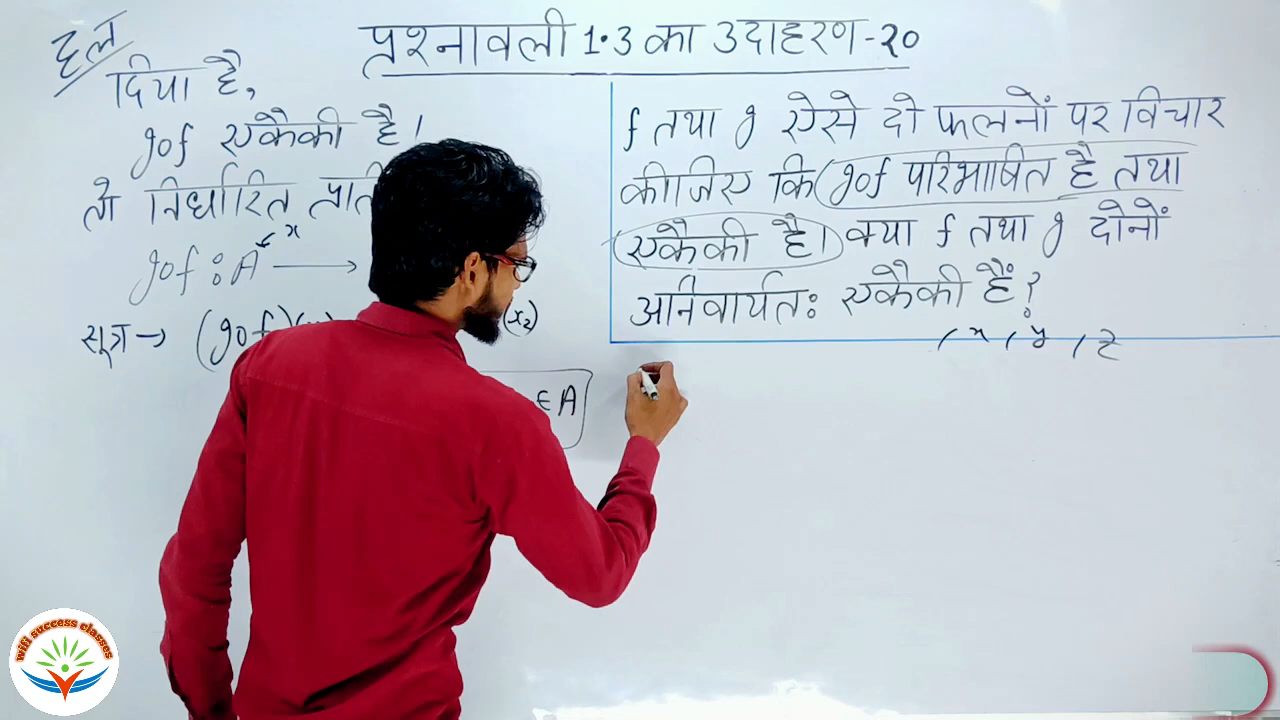 प्रश्नावली 1.3 का उदाहरण-20
हल
दिया है,
gof एकैकी है।
तो निर्धारित
gof : A →
x
सूत्र → (gof)
(x₂)
∈ A
f तथा g ऐसे दो फलनों पर विचार
कीजिए कि gof परिभाषित है तथा
एकैकी है। क्या f तथा g दोनों
अनिवार्यतः एकैकी हैं?
, x, y, z
wifi success classes